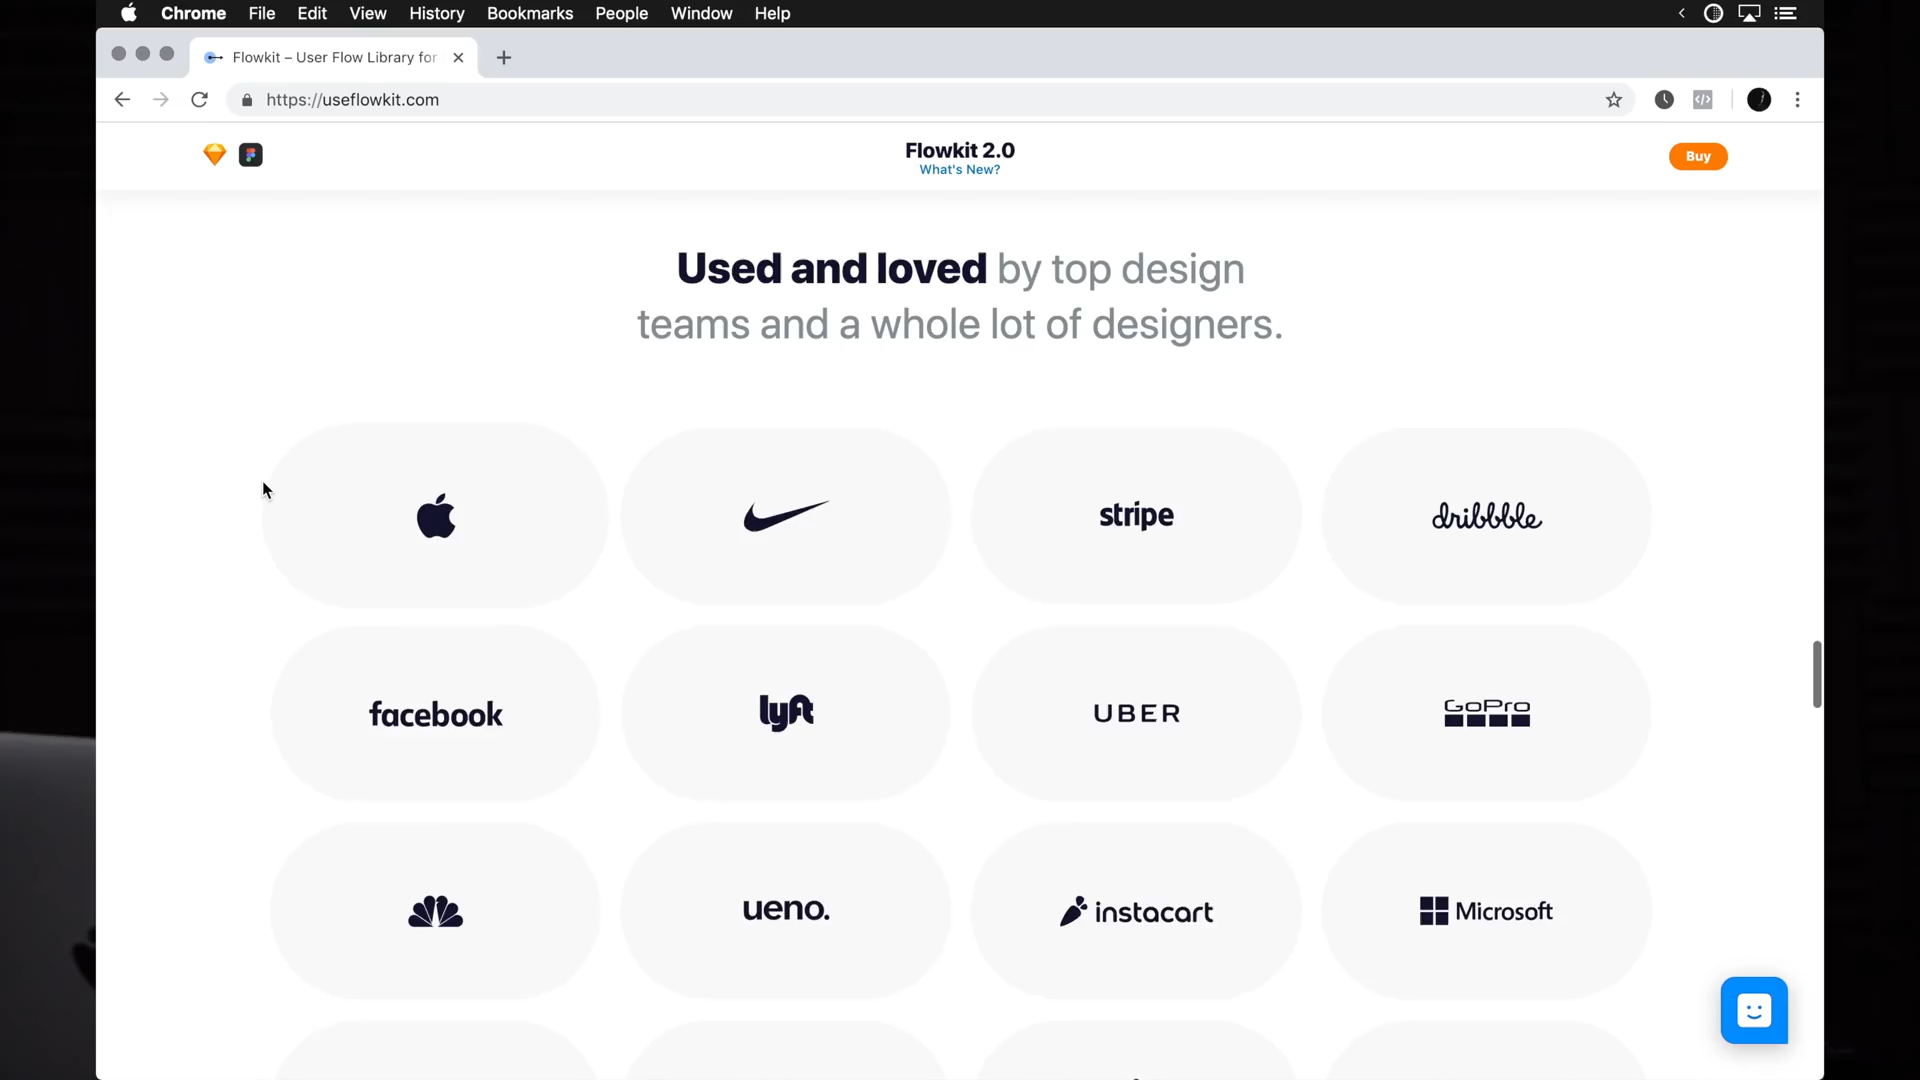 Chrome File Edit View History Bookmarks People Window Help
Flowkit – User Flow Library for
https://useflowkit.com
Flowkit 2.0
What's New?
Buy
Used and loved by top design
teams and a whole lot of designers.
stripe
dribbble
facebook
lyft
UBER
GoPro
ueno.
instacart
Microsoft